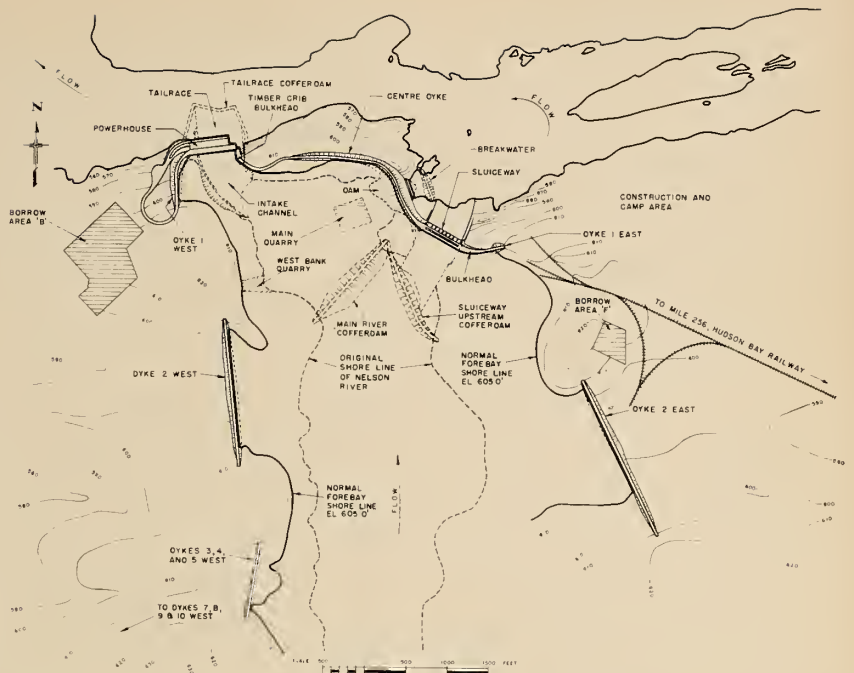 FLOW
N
TAILRACE COFFERDAM
TAILRACE
TIMBER CRIB
BULKHEAD
CENTRE DYKE
FLOW
POWERHOUSE
BREAKWATER
SLUICEWAY
DAM
INTAKE
CHANNEL
MAIN
QUARRY
CONSTRUCTION AND
CAMP AREA
BORROW
AREA 'B'
DYKE 1
WEST
WEST BANK
QUARRY
DYKE 1 EAST
BULKHEAD
BORROW
AREA 'F'
TO MILE 256, HUDSON BAY RAILWAY
MAIN RIVER
COFFERDAM
SLUICEWAY
UPSTREAM
COFFERDAM
ORIGINAL
SHORE LINE
OF NELSON
RIVER
NORMAL
FOREBAY
SHORE LINE
EL 605.0'
DYKE 2 WEST
DYKE 2 EAST
NORMAL
FOREBAY
SHORE LINE
EL 605.0'
FLOW
DYKES 3, 4,
AND 5 WEST
TO DYKES 7, 8,
9 & 10 WEST
SCALE 500 500 1000 1500 FEET